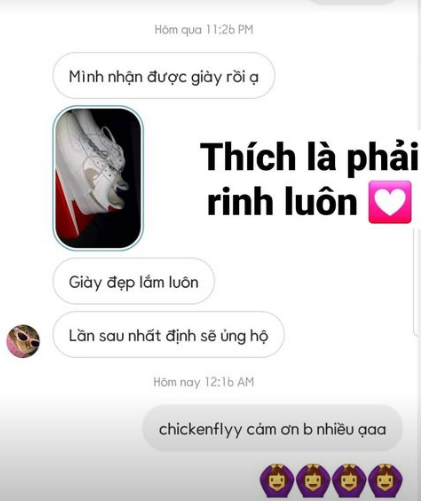 Hôm qua 11:26 PM
Mình nhận được giày rồi ạ
Thích là phải
rinh luôn 💟
Giày đẹp lắm luôn
Lần sau nhất định sẽ ủng hộ
Hôm nay 12:16 AM
chickenflyy cảm ơn b nhiều ạaa
🙆‍♀️🙆‍♀️🙆‍♀️🙆‍♀️